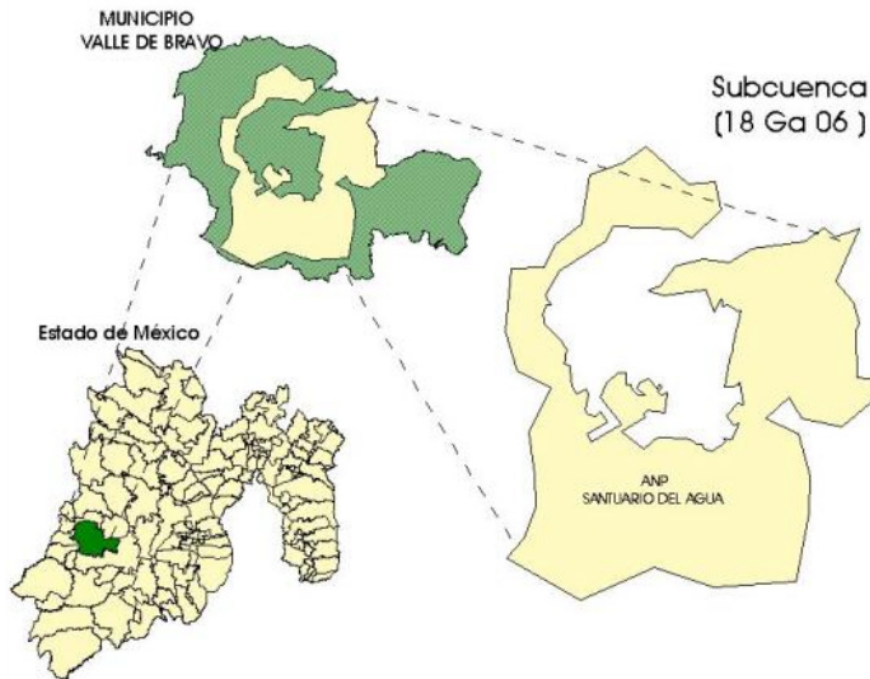 MUNICIPIO
VALLE DE BRAVO
Subcuenca
(18 Ga 06 )
Estado de México
ANP
SANTUARIO DEL AGUA